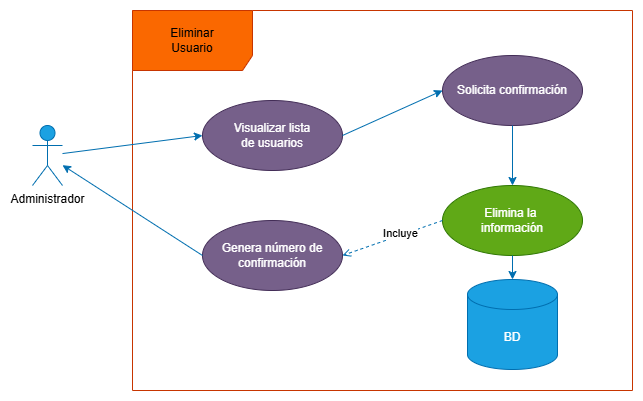 Eliminar
Usuario
Solicita confirmación
Visualizar lista
de usuarios
Administrador
Elimina la
información
Incluye
Genera número de
confirmación
BD